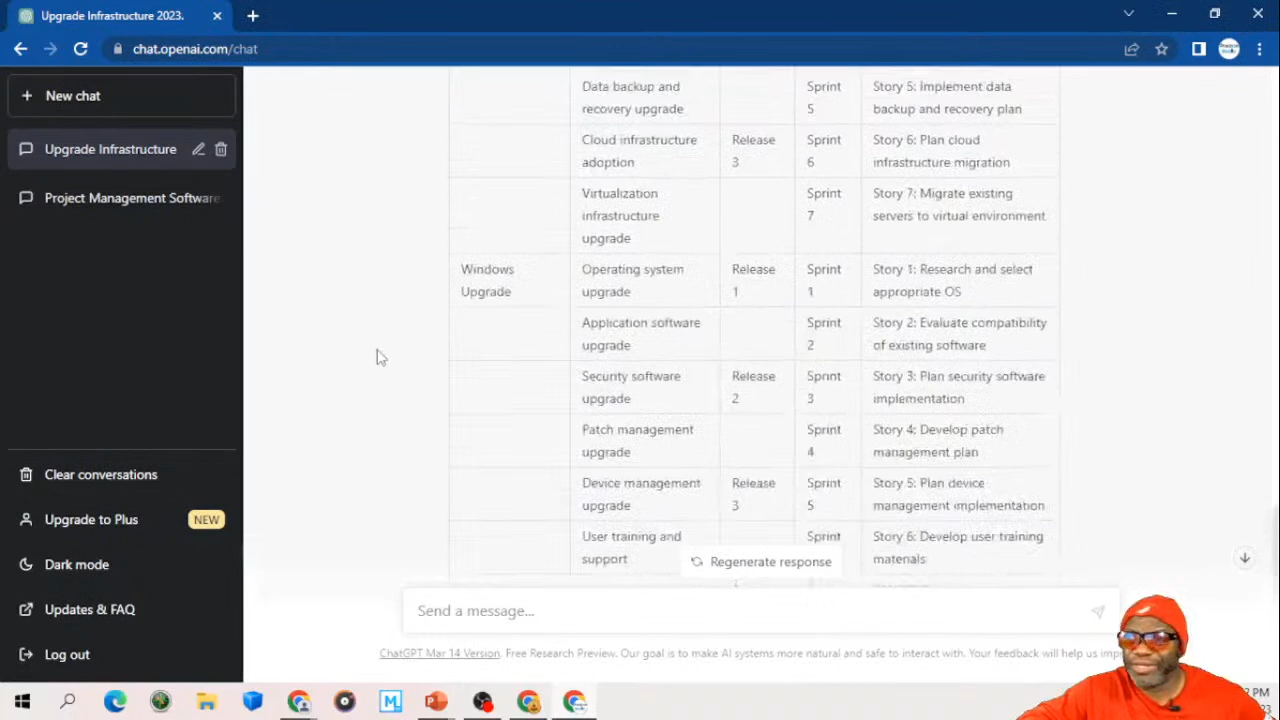 Upgrade Infrastructure 2023.
chat.openai.com/chat
New chat
Upgrade Infrastructure
Project Management Software
Data backup and
recovery upgrade
Sprint
5
Story 5: Implement data
backup and recovery plan
Cloud infrastructure
adoption
Release
3
Sprint
6
Story 6: Plan cloud
infrastructure migration
Virtualization
infrastructure
upgrade
Sprint
7
Story 7: Migrate existing
servers to virtual environment
Windows
Upgrade
Operating system
upgrade
Release
1
Sprint
1
Story 1: Research and select
appropriate OS
Application software
upgrade
Sprint
2
Story 2: Evaluate compatibility
of existing software
Security software
upgrade
Release
2
Sprint
3
Story 3: Plan security software
implementation
Patch management
upgrade
Sprint
4
Story 4: Develop patch
management plan
Device management
upgrade
Release
3
Sprint
5
Story 5: Plan device
management implementation
User training and
support
Sprint
Story 6: Develop user training
materials
Regenerate response
Send a message...
ChatGPT Mar 14 Version. Free Research Preview. Our goal is to make AI systems more natural and safe to interact with. Your feedback will help us
Clear conversations
Upgrade to Plus
NEW
Dark mode
Updates & FAQ
Log out
PM
23